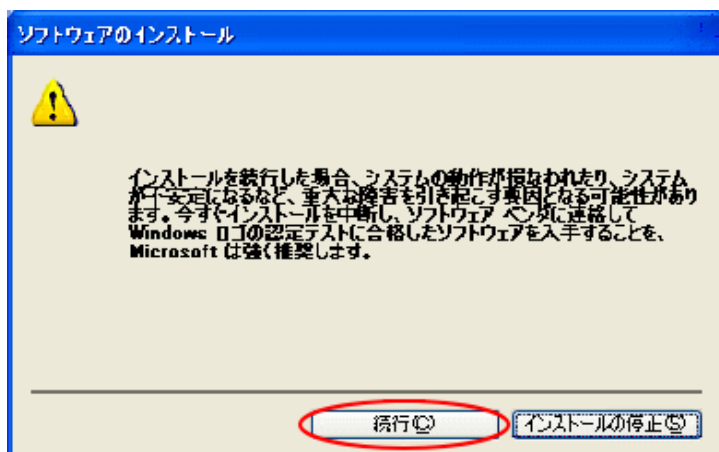 ソフトウェアのインストール
インストールを続行した場合、システムの動作が損なわれたり、システム
が不安定になるなど、重大な障害を引き起こす要因となる可能性があり
ます。今すぐインストールを中断し、ソフトウェア ベンダに連絡して
Windows ロゴの認定テストに合格したソフトウェアを入手することを、
Microsoft は強く推奨します。
続行(C) インストールの停止(S)